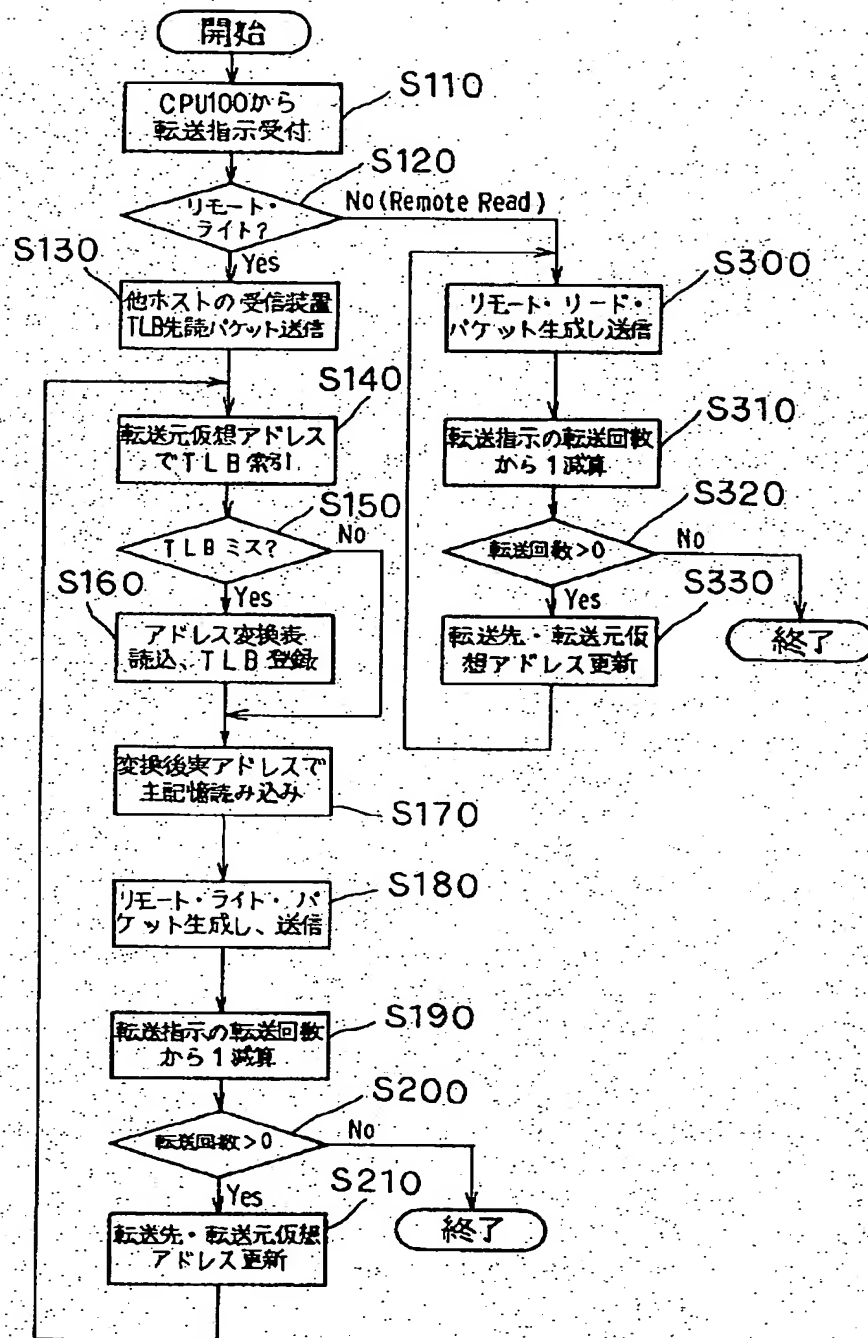 開始
CPU100から
転送指示受付
S110
S120
リモート・
ライト?
No(Remote Read)
Yes
S130
他ホストの受信装置
TLB先読パケット送信
S140
転送元仮想アドレス
でTLB索引
S150
TLBミス?
No
Yes
S160
アドレス変換表
読込、TLB登録
変換後実アドレスで
主記憶読み込み
S170
リモート・ライト・パ
ケット生成し、送信
S180
転送指示の転送回数
から1減算
S190
S200
転送回数>0
No
Yes
S210
転送先・転送元仮想
アドレス更新
終了
S300
リモート・リード・
パケット生成し送信
S310
転送指示の転送回数
から1減算
S320
転送回数>0
No
Yes
S330
転送先・転送元仮
想アドレス更新
終了